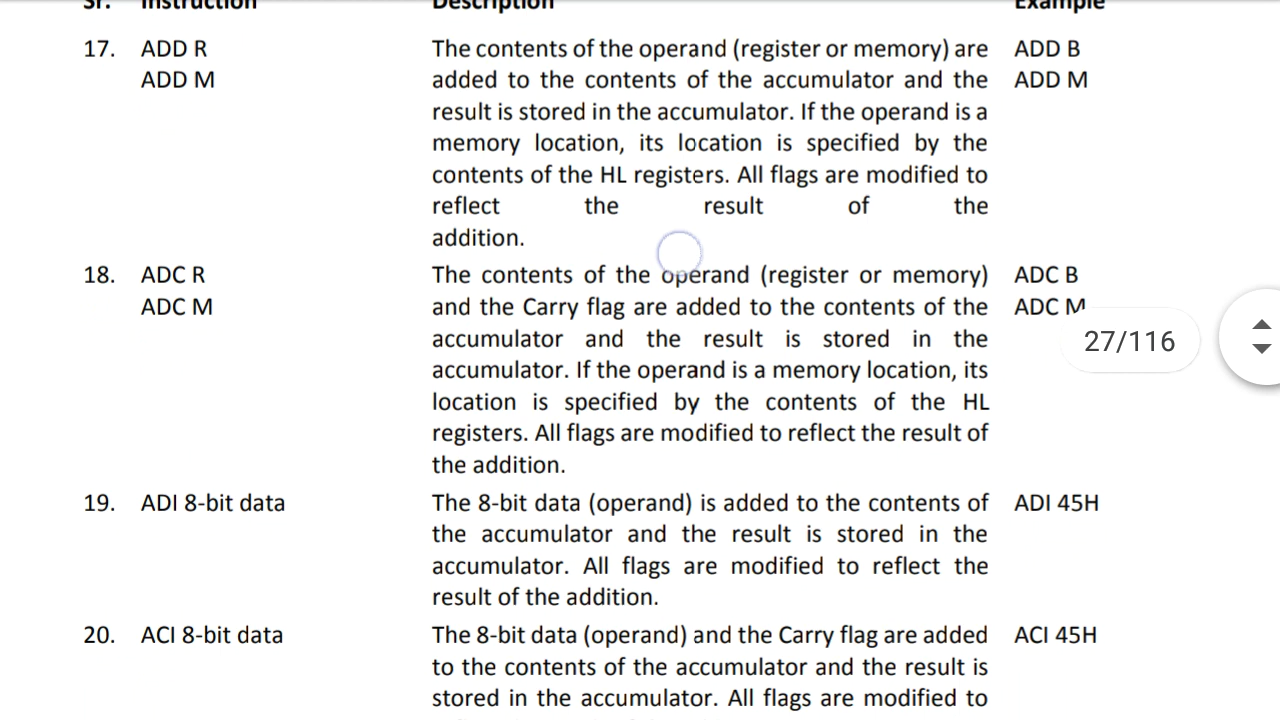 Sr. Instruction Description Example
17. ADD R The contents of the operand (register or memory) are ADD B
ADD M added to the contents of the accumulator and the ADD M
result is stored in the accumulator. If the operand is a
memory location, its location is specified by the
contents of the HL registers. All flags are modified to
reflect the result of the
addition.
18. ADC R The contents of the operand (register or memory) ADC B
ADC M and the Carry flag are added to the contents of the ADC M
accumulator and the result is stored in the
27/116
accumulator. If the operand is a memory location, its
location is specified by the contents of the HL
registers. All flags are modified to reflect the result of
the addition.
19. ADI 8-bit data The 8-bit data (operand) is added to the contents of ADI 45H
the accumulator and the result is stored in the
accumulator. All flags are modified to reflect the
result of the addition.
20. ACI 8-bit data The 8-bit data (operand) and the Carry flag are added ACI 45H
to the contents of the accumulator and the result is
stored in the accumulator. All flags are modified to